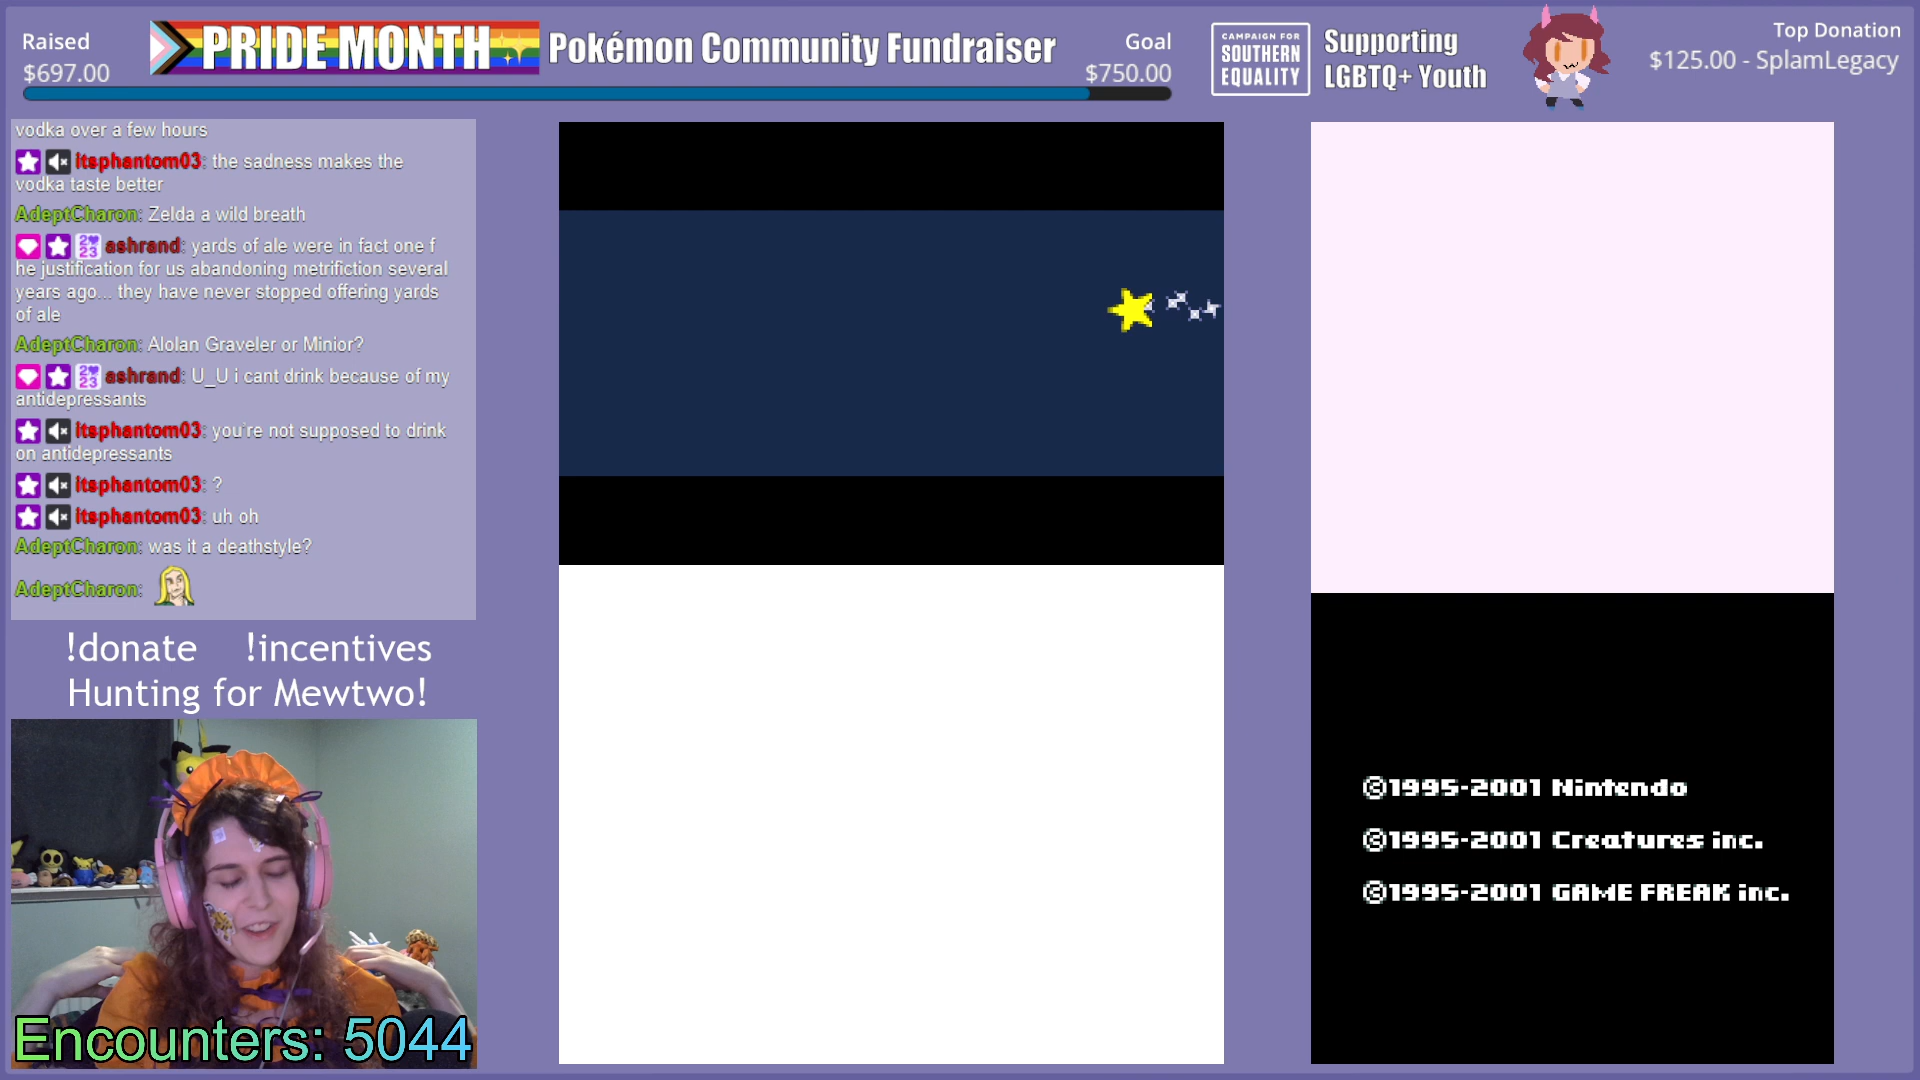 Raised
$697.00
PRIDE MONTH
Pokémon Community Fundraiser
Goal
$750.00
CAMPAIGN FOR
SOUTHERN
EQUALITY
Supporting
LGBTQ+ Youth
Top Donation
$125.00 - SplamLegacy
vodka over a few hours
itsphantom03: the sadness makes the
vodka taste better
AdeptCharon: Zelda a wild breath
2 23 ashrand: yards of ale were in fact one f
he justification for us abandoning metrifiction several
years ago... they have never stopped offering yards
of ale
AdeptCharon: Alolan Graveler or Minior?
2 23 ashrand: U_U i cant drink because of my
antidepressants
itsphantom03: you're not supposed to drink
on antidepressants
itsphantom03: ?
itsphantom03: uh oh
AdeptCharon: was it a deathstyle?
AdeptCharon:
!donate !incentives
Hunting for Mewtwo!
Encounters: 5044
©1995-2001 Nintendo
©1995-2001 Creatures inc.
©1995-2001 GAME FREAK inc.